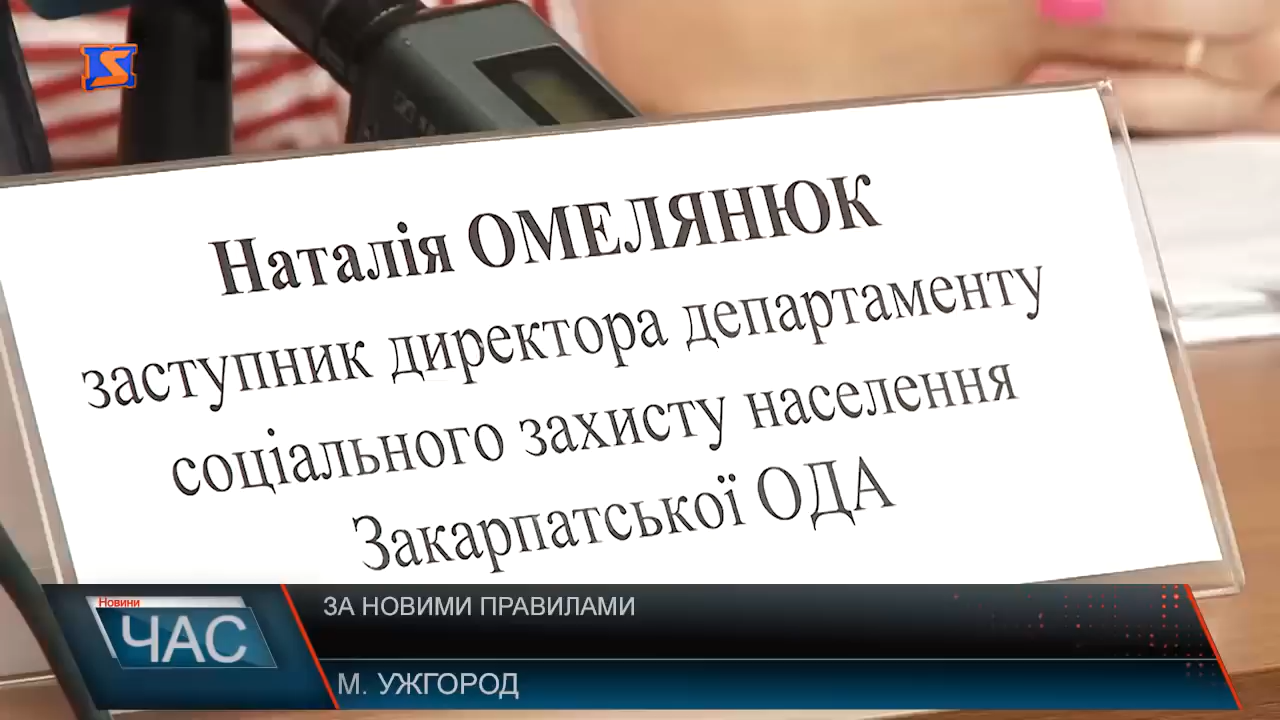 Наталія ОМЕЛЯНЮК
заступник директора департаменту
соціального захисту населення
Закарпатської ОДА
Новини
ЧАС
ЗА НОВИМИ ПРАВИЛАМИ
М. УЖГОРОД